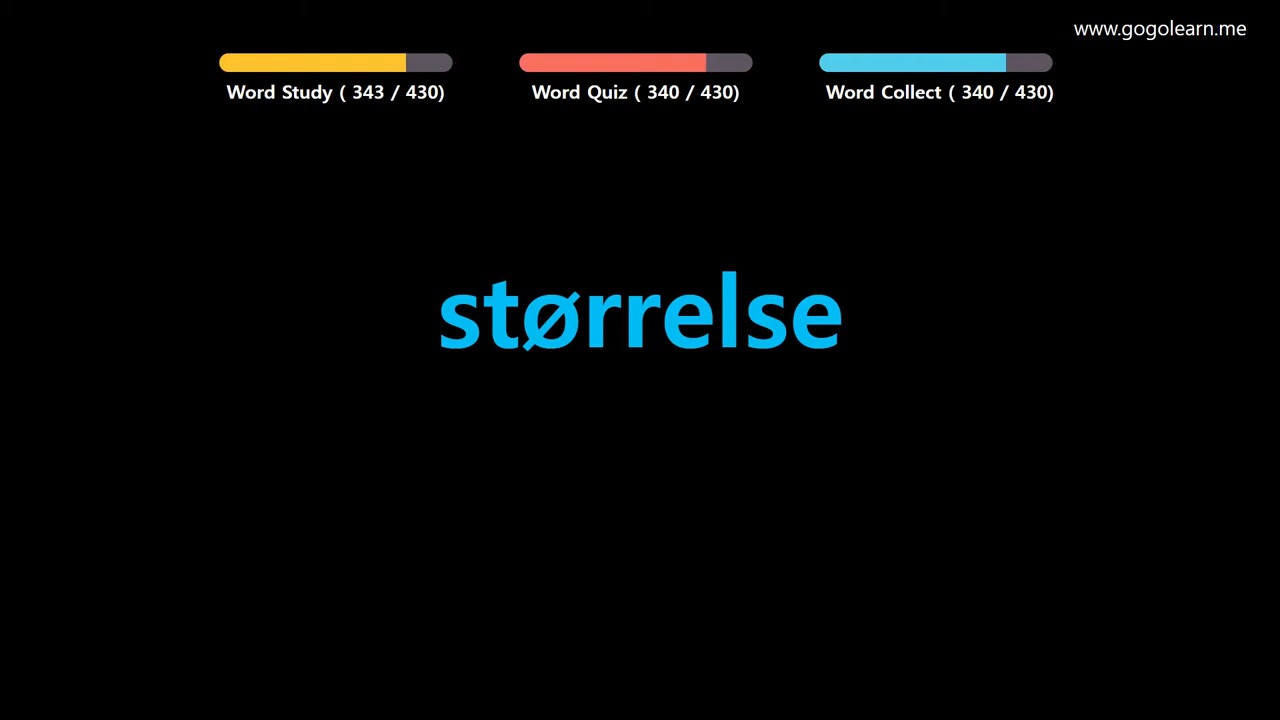 www.gogolearn.me
Word Study ( 343 / 430)
Word Quiz ( 340 / 430)
Word Collect ( 340 / 430)
størrelse